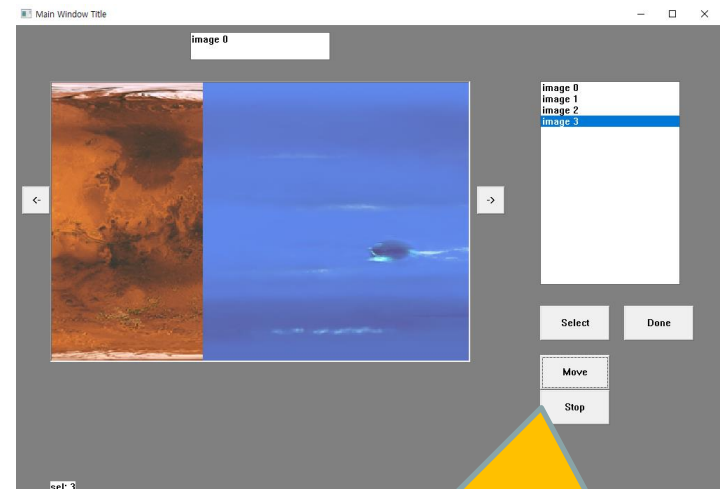 Main Window Title
image 0
image 0
image 1
image 2
image 3
<-
->
Select
Done
Move
Stop
sel: 3